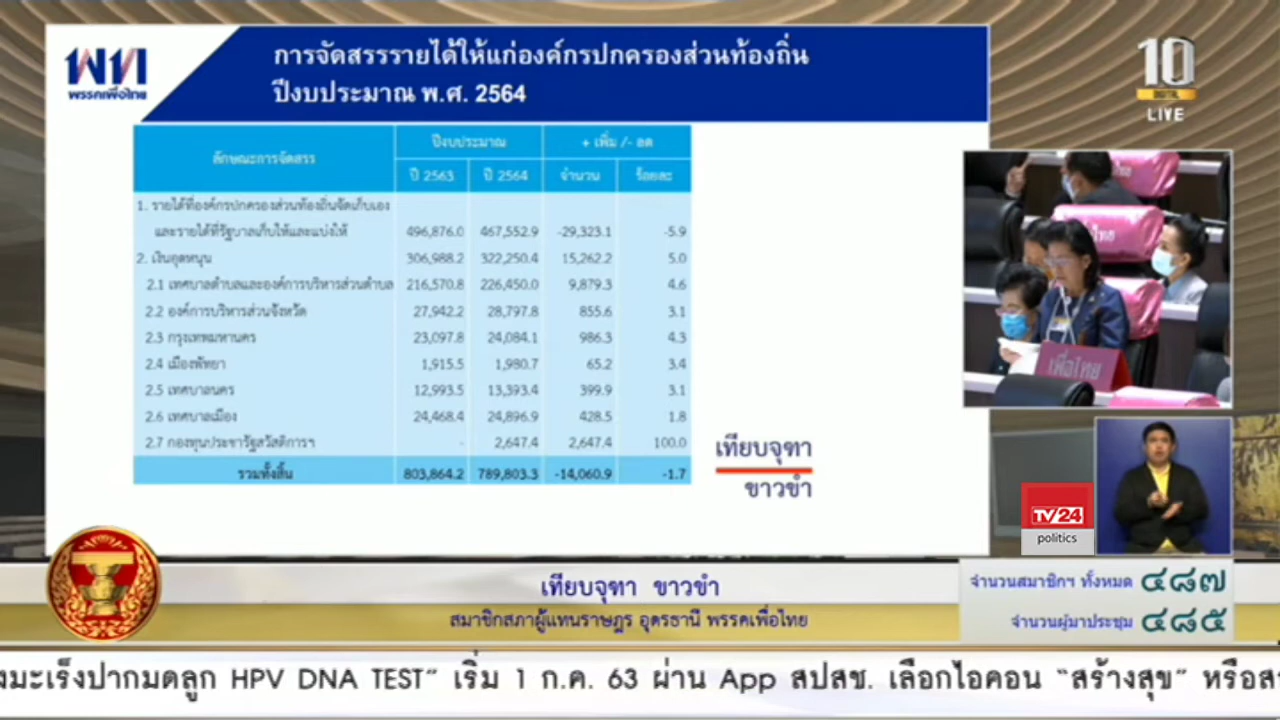 พท
พรรคเพื่อไทย
การจัดสรรรายได้ให้แก่องค์กรปกครองส่วนท้องถิ่น
ปีงบประมาณ พ.ศ. 2564
10
DIGITAL
LIVE
ลักษณะการจัดสรร ปีงบประมาณ + เพิ่ม /- ลด
ปี 2563 ปี 2564 จำนวน ร้อยละ
1. รายได้ที่องค์กรปกครองส่วนท้องถิ่นจัดเก็บเอง
และรายได้ที่รัฐบาลเก็บให้และแบ่งให้ 496,876.0 467,552.9 -29,323.1 -5.9
2. เงินอุดหนุน 306,988.2 322,250.4 15,262.2 5.0
2.1 เทศบาลตำบลและองค์การบริหารส่วนตำบล 216,570.8 226,450.0 9,879.3 4.6
2.2 องค์การบริหารส่วนจังหวัด 27,942.2 28,797.8 855.6 3.1
2.3 กรุงเทพมหานคร 23,097.8 24,084.1 986.3 4.3
2.4 เมืองพัทยา 1,915.5 1,980.7 65.2 3.4
2.5 เทศบาลนคร 12,993.5 13,393.4 399.9 3.1
2.6 เทศบาลเมือง 24,468.4 24,896.9 428.5 1.8
2.7 กองทุนประชารัฐสวัสดิการฯ - 2,647.4 2,647.4 100.0
รวมทั้งสิ้น 803,864.2 789,803.3 -14,060.9 -1.7
เทียบจุฑา
ขาวขำ
เพื่อไทย
TV/24
politics
เทียบจุฑา ขาวขำ
สมาชิกสภาผู้แทนราษฎร อุดรธานี พรรคเพื่อไทย
จำนวนสมาชิกฯ ทั้งหมด ๔๘๗
จำนวนผู้มาประชุม ๔๘๕
งมะเร็งปากมดลูก HPV DNA TEST” เริ่ม 1 ก.ค. 63 ผ่าน App สปสช. เลือกไอคอน “สร้างสุข” หรือส